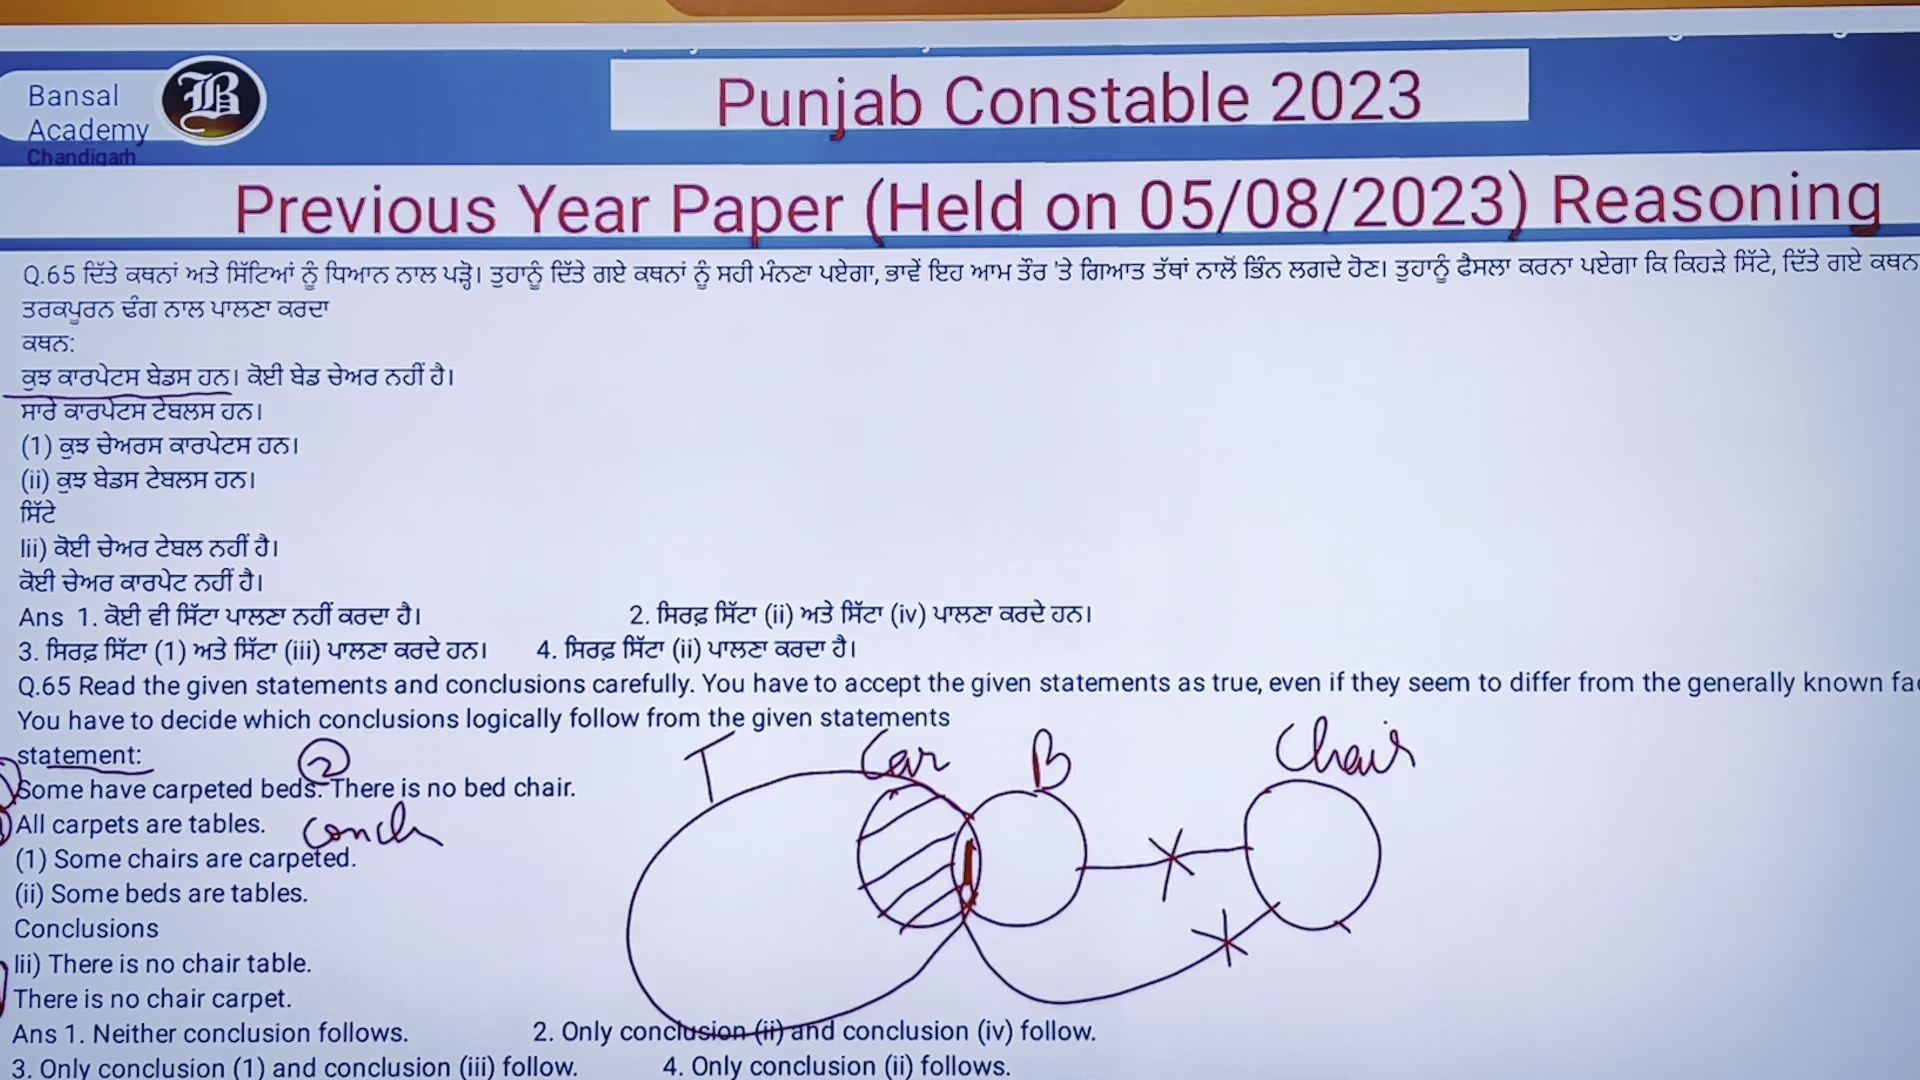 Bansal
Academy
Chandigarh
B
Punjab Constable 2023
Previous Year Paper (Held on 05/08/2023) Reasoning
Q.65 ਦਿੱਤੇ ਕਥਨਾਂ ਅਤੇ ਸਿੱਟਿਆਂ ਨੂੰ ਧਿਆਨ ਨਾਲ ਪੜ੍ਹੋ। ਤੁਹਾਨੂੰ ਦਿੱਤੇ ਗਏ ਕਥਨਾਂ ਨੂੰ ਸਹੀ ਮੰਨਣਾ ਪਏਗਾ, ਭਾਵੇਂ ਇਹ ਆਮ ਤੌਰ 'ਤੇ ਗਿਆਤ ਤੱਥਾਂ ਨਾਲੋਂ ਭਿੰਨ ਲਗਦੇ ਹੋਣ। ਤੁਹਾਨੂੰ ਫੈਸਲਾ ਕਰਨਾ ਪਏਗਾ ਕਿ ਕਿਹੜੇ ਸਿੱਟੇ, ਦਿੱਤੇ ਗਏ ਕਥਨ
ਤਰਕਪੂਰਨ ਢੰਗ ਨਾਲ ਪਾਲਣਾ ਕਰਦਾ
ਕਥਨ:
ਕੁਝ ਕਾਰਪੇਟਸ ਬੇਡਸ ਹਨ। ਕੋਈ ਬੇਡ ਚੇਅਰ ਨਹੀਂ ਹੈ।
ਸਾਰੇ ਕਾਰਪੇਟਸ ਟੇਬਲਸ ਹਨ।
(1) ਕੁਝ ਚੇਅਰਸ ਕਾਰਪੇਟਸ ਹਨ।
(ii) ਕੁਝ ਬੇਡਸ ਟੇਬਲਸ ਹਨ।
ਸਿੱਟੇ
lii) ਕੋਈ ਚੇਅਰ ਟੇਬਲ ਨਹੀਂ ਹੈ।
ਕੋਈ ਚੇਅਰ ਕਾਰਪੇਟ ਨਹੀਂ ਹੈ।
Ans 1. ਕੋਈ ਵੀ ਸਿੱਟਾ ਪਾਲਣਾ ਨਹੀਂ ਕਰਦਾ ਹੈ। 2. ਸਿਰਫ਼ ਸਿੱਟਾ (ii) ਅਤੇ ਸਿੱਟਾ (iv) ਪਾਲਣਾ ਕਰਦੇ ਹਨ।
3. ਸਿਰਫ਼ ਸਿੱਟਾ (1) ਅਤੇ ਸਿੱਟਾ (iii) ਪਾਲਣਾ ਕਰਦੇ ਹਨ। 4. ਸਿਰਫ਼ ਸਿੱਟਾ (ii) ਪਾਲਣਾ ਕਰਦਾ ਹੈ।
Q.65 Read the given statements and conclusions carefully. You have to accept the given statements as true, even if they seem to differ from the generally known
You have to decide which conclusions logically follow from the given statements
statement: 2
T Car B Chair
Some have carpeted beds. There is no bed chair.
All carpets are tables. conclu
(1) Some chairs are carpeted.
(ii) Some beds are tables.
Conclusions
lii) There is no chair table.
There is no chair carpet.
Ans 1. Neither conclusion follows. 2. Only conclusion (ii) and conclusion (iv) follow.
3. Only conclusion (1) and conclusion (iii) follow. 4. Only conclusion (ii) follows.